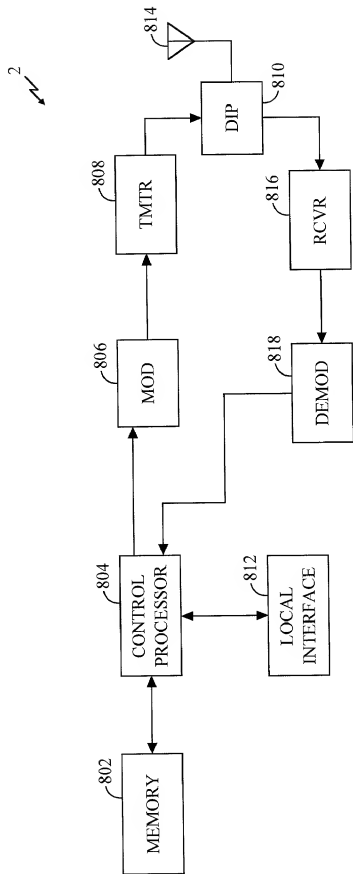 2
802
MEMORY
804
CONTROL
PROCESSOR
812
LOCAL
INTERFACE
806
MOD
808
TMTR
814
DIP
810
816
RCVR
818
DEMOD